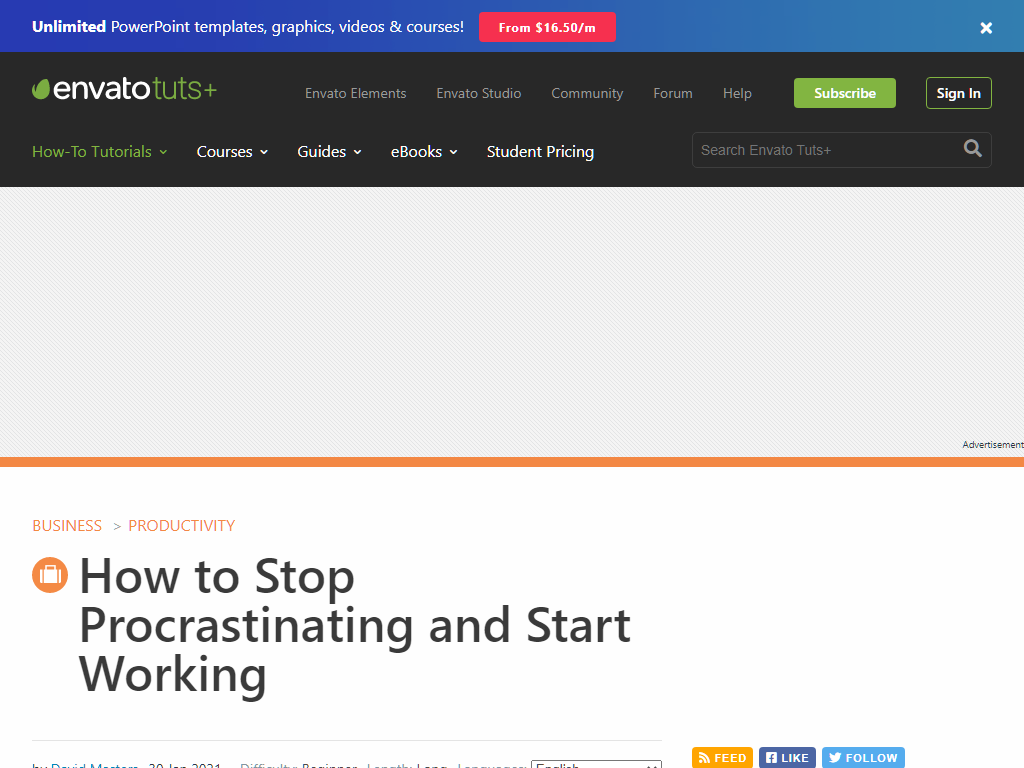 Unlimited PowerPoint templates, graphics, videos & courses! From $16.50/m
envatotuts+
Envato Elements Envato Studio Community Forum Help Subscribe Sign In
How-To Tutorials Courses Guides eBooks Student Pricing Search Envato Tuts+
Advertisement
BUSINESS > PRODUCTIVITY
How to Stop
Procrastinating and Start
Working
by David Masters 30 Jan 2021 Difficulty: Beginner Length: Long Languages: English
FEED LIKE FOLLOW